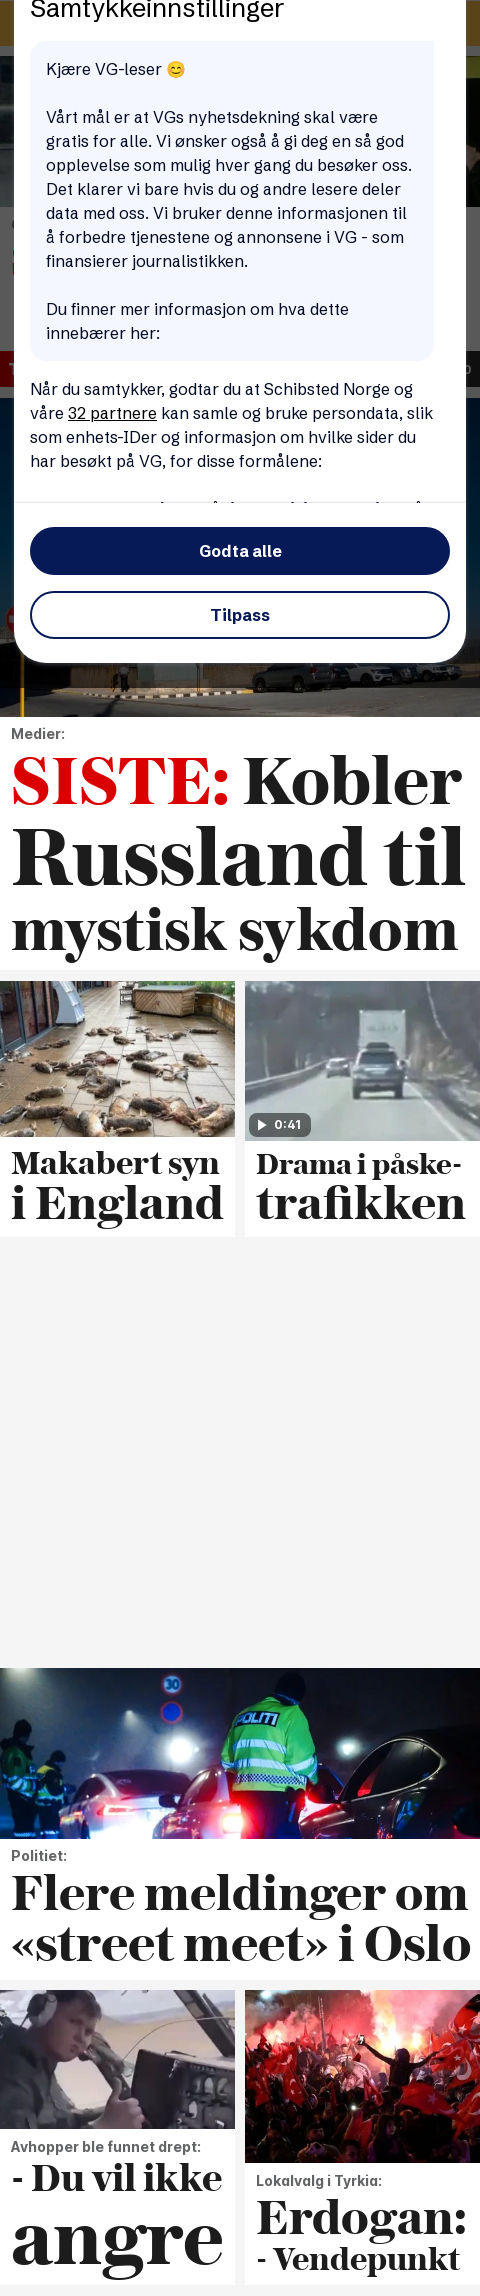 Samtykkeinnstillinger
Kjære VG-leser 😊
Vårt mål er at VGs nyhetsdekning skal være
gratis for alle. Vi ønsker også å gi deg en så god
opplevelse som mulig hver gang du besøker oss.
Det klarer vi bare hvis du og andre lesere deler
data med oss. Vi bruker denne informasjonen til
å forbedre tjenestene og annonsene i VG - som
finansierer journalistikken.
Du finner mer informasjon om hva dette
innebærer her:
Når du samtykker, godtar du at Schibsted Norge og
våre 32 partnere kan samle og bruke persondata, slik
som enhets-IDer og informasjon om hvilke sider du
har besøkt på VG, for disse formålene:
Godta alle
Tilpass
Medier:
SISTE: Kobler
Russland til
mystisk sykdom
0:41
Makabert syn
i England
Drama i påske-
trafikken
30
POLITI
Politiet:
Flere meldinger om
«street meet» i Oslo
Avhopper ble funnet drept:
- Du vil ikke
angre
Lokalvalg i Tyrkia:
Erdogan:
- Vendepunkt